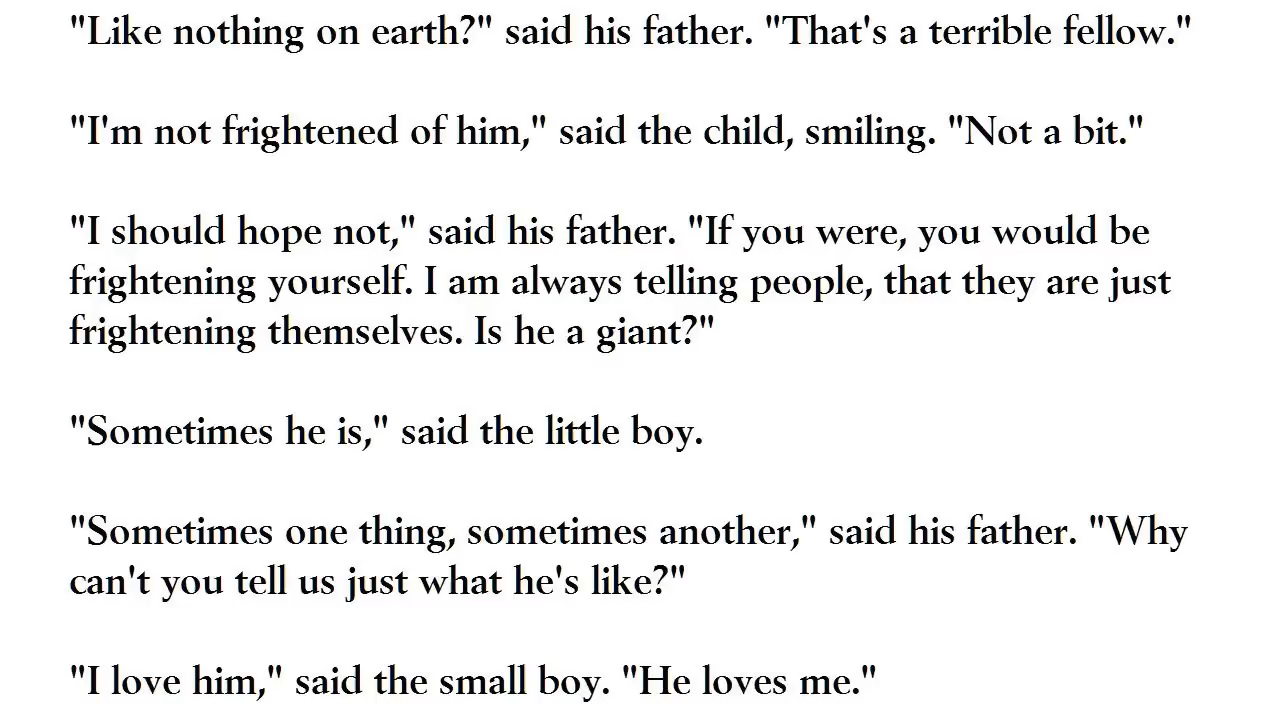 "Like nothing on earth?" said his father. "That's a terrible fellow."
"I'm not frightened of him," said the child, smiling. "Not a bit."
"I should hope not," said his father. "If you were, you would be
frightening yourself. I am always telling people, that they are just
frightening themselves. Is he a giant?"
"Sometimes he is," said the little boy.
"Sometimes one thing, sometimes another," said his father. "Why
can't you tell us just what he's like?"
"I love him," said the small boy. "He loves me."